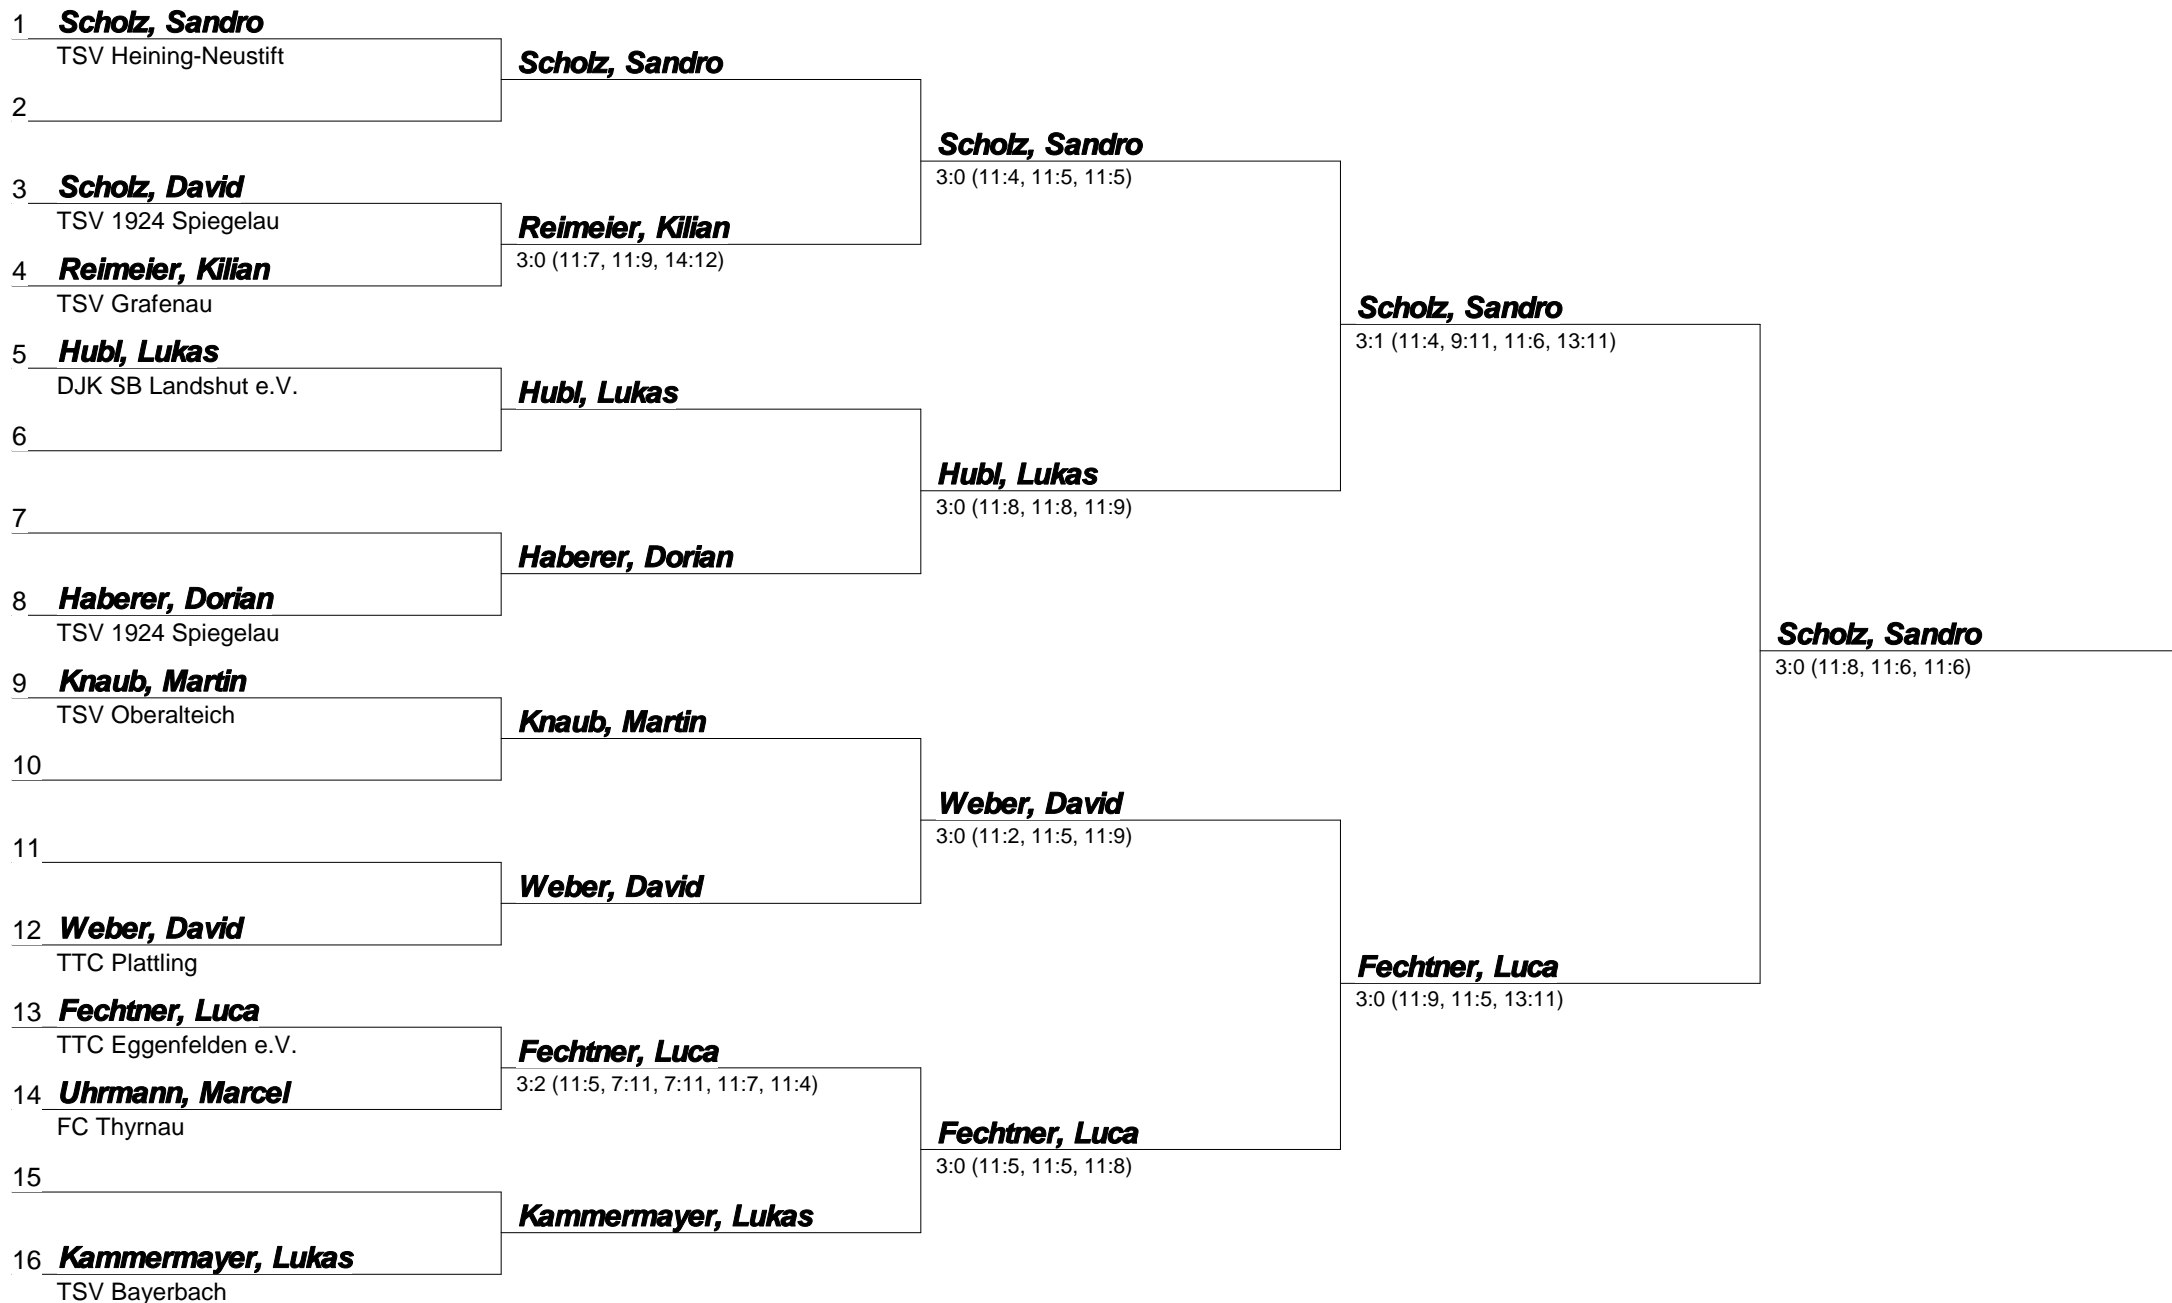 1 Scholz, Sandro
TSV Heining-Neustift
Scholz, Sandro
2
Scholz, Sandro
3:0 (11:4, 11:5, 11:5)
3 Scholz, David
TSV 1924 Spiegelau
Reimeier, Kilian
3:0 (11:7, 11:9, 14:12)
4 Reimeier, Kilian
TSV Grafenau
Scholz, Sandro
3:1 (11:4, 9:11, 11:6, 13:11)
5 Hubl, Lukas
DJK SB Landshut e.V.
Hubl, Lukas
6
Hubl, Lukas
3:0 (11:8, 11:8, 11:9)
7
Haberer, Dorian
8 Haberer, Dorian
TSV 1924 Spiegelau
Scholz, Sandro
3:0 (11:8, 11:6, 11:6)
9 Knaub, Martin
TSV Oberalteich
Knaub, Martin
10
Weber, David
3:0 (11:2, 11:5, 11:9)
11
Weber, David
12 Weber, David
TTC Plattling
Fechtner, Luca
3:0 (11:9, 11:5, 13:11)
13 Fechtner, Luca
TTC Eggenfelden e.V.
Fechtner, Luca
3:2 (11:5, 7:11, 7:11, 11:7, 11:4)
14 Uhrmann, Marcel
FC Thyrnau
Fechtner, Luca
3:0 (11:5, 11:5, 11:8)
15
Kammermayer, Lukas
16 Kammermayer, Lukas
TSV Bayerbach